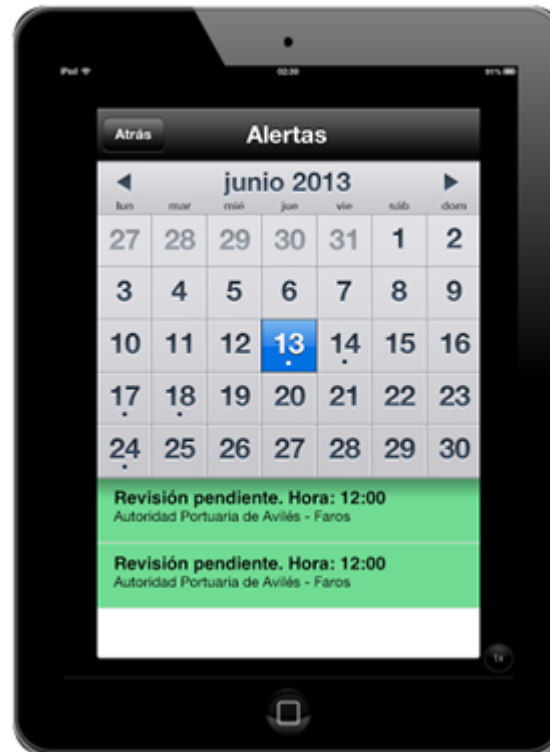 iPad 02:00 91%
Atrás Alertas
junio 2013
lun mar mié jue vie sáb dom
27 28 29 30 31 1 2
3 4 5 6 7 8 9
10 11 12 13 14 15 16
17 18 19 20 21 22 23
24 25 26 27 28 29 30
Revisión pendiente. Hora: 12:00
Autoridad Portuaria de Avilés - Faros
Revisión pendiente. Hora: 12:00
Autoridad Portuaria de Avilés - Faros
1x